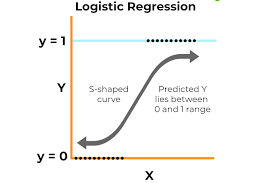 Logistic Regression
y = 1
Y
S-shaped
curve
Predicted Y
lies between
0 and 1 range
y = 0
X